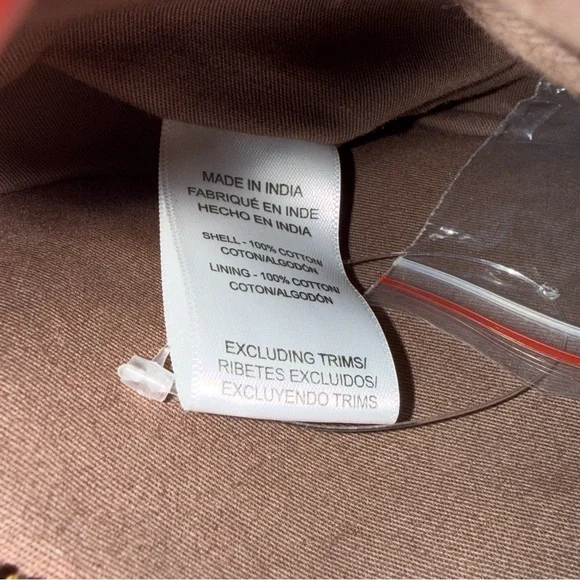 MADE IN INDIA
FABRIQUÉ EN INDE
HECHO EN INDIA
SHELL - 100% COTTON/
COTON/ALGODÓN
LINING - 100% COTTON/
COTON/ALGODÓN
EXCLUDING TRIMS/
RIBETES EXCLUIDOS/
EXCLUYENDO TRIMS